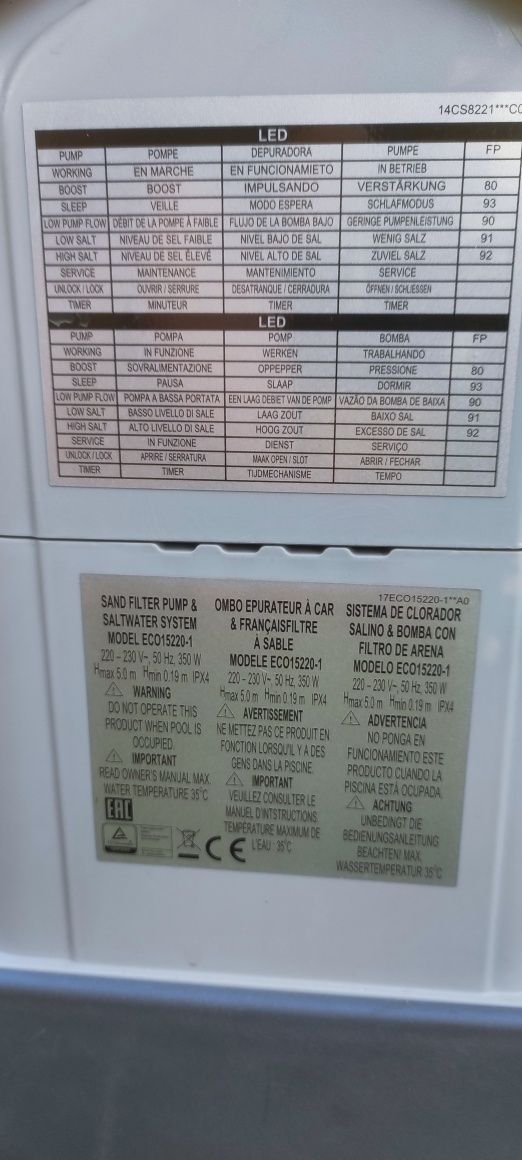 14CS8221***C0
LED
PUMP POMPE DEPURADORA PUMPE FP
WORKING EN MARCHE EN FUNCIONAMIETO IN BETRIEB
BOOST BOOST IMPULSANDO VERSTÄRKUNG 80
SLEEP VEILLE MODO ESPERA SCHLAFMODUS 93
LOW PUMP FLOW DÉBIT DE LA POMPE À FAIBLE FLUJO DE LA BOMBA BAJO GERINGE PUMPENLEISTUNG 90
LOW SALT NIVEAU DE SEL FAIBLE NIVEL BAJO DE SAL WENIG SALZ 91
HIGH SALT NIVEAU DE SEL ÉLEVÉ NIVEL ALTO DE SAL ZUVIEL SALZ 92
SERVICE MAINTENANCE MANTENIMIENTO SERVICE
UNLOCK / LOCK OUVRIR / SERRURE DESATRANQUE / CERRADURA ÖFFNEN / SCHLIESSEN
TIMER MINUTEUR TIMER TIMER
LED
PUMP POMPA POMP BOMBA FP
WORKING IN FUNZIONE WERKEN TRABALHANDO
BOOST SOVRALIMENTAZIONE OPPEPPER PRESSIONE 80
SLEEP PAUSA SLAAP DORMIR 93
LOW PUMP FLOW POMPA A BASSA PORTATA EEN LAAG DEBIET VAN DE POMP VAZÃO DA BOMBA DE BAIXA 90
LOW SALT BASSO LIVELLO DI SALE LAAG ZOUT BAIXO SAL 91
HIGH SALT ALTO LIVELLO DI SALE HOOG ZOUT EXCESSO DE SAL 92
SERVICE IN FUNZIONE DIENST SERVIÇO
UNLOCK / LOCK APRIRE / SERRATURA MAAK OPEN / SLOT ABRIR / FECHAR
TIMER TIMER TIJDMECHANISME TEMPO
17ECO15220-1**A0
SAND FILTER PUMP &
SALTWATER SYSTEM
MODEL ECO15220-1
220 – 230 V~, 50 Hz, 350 W
Hmax 5.0 m Hmin 0.19 m IPX4
WARNING
DO NOT OPERATE THIS
PRODUCT WHEN POOL IS
OCCUPIED.
IMPORTANT
READ OWNER'S MANUAL MAX.
WATER TEMPERATURE 35°C
EAC
CE
OMBO EPURATEUR À CAR
& FRANÇAISFILTRE
À SABLE
MODELE ECO15220-1
220 – 230 V~, 50 Hz, 350 W
Hmax 5.0 m Hmin 0.19 m IPX4
AVERTISSEMENT
NE METTEZ PAS CE PRODUIT EN
FONCTION LORSQU'IL Y A DES
GENS DANS LA PISCINE.
IMPORTANT
VEUILLEZ CONSULTER LE
MANUEL D'INTSTRUCTIONS.
TEMPÉRATURE MAXIMUM DE
L'EAU : 35°C
SISTEMA DE CLORADOR
SALINO & BOMBA CON
FILTRO DE ARENA
MODELO ECO15220-1
220 – 230 V~, 50 Hz, 350 W
Hmax 5.0 m Hmin 0.19 m IPX4
ADVERTENCIA
NO PONGA EN
FUNCIONAMIENTO ESTE
PRODUCTO CUANDO LA
PISCINA ESTÁ OCUPADA.
ACHTUNG
UNBEDINGT DIE
BEDIENUNGSANLEITUNG
BEACHTEN! MAX.
WASSERTEMPERATUR 35°C